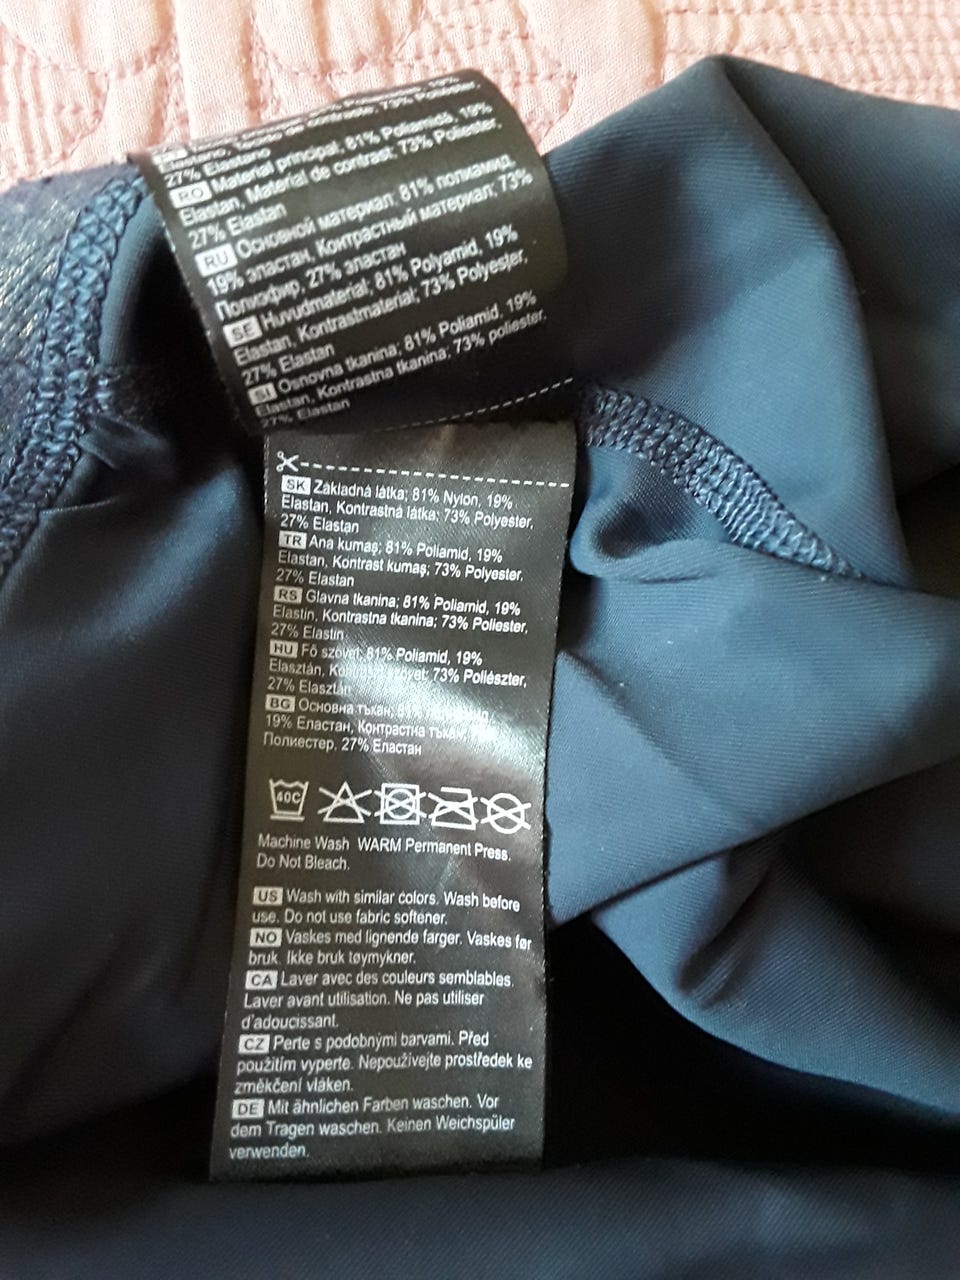 Elastano, Tecido de contraste, 73% Poliéster,
27% Elastano
RO Material principal, 81% Poliamidă, 19%
Elastan, Material de contrast, 73% Poliester,
27% Elastan
RU Основной материал, 81% полиамид,
19% эластан, Контрастный материал, 73%
Полиэфир, 27% эластан
SE Huvudmaterial; 81% Polyamid, 19%
Elastan, Kontrastmaterial; 73% Polyester,
27% Elastan
SI Osnovna tkanina; 81% Poliamid, 19%
Elastan, Kontrastna tkanina; 73% poliester,
27% Elastan
SK Základná látka; 81% Nylon, 19%
Elastan, Kontrastná látka; 73% Polyester,
27% Elastan
TR Ana kumaş; 81% Poliamid, 19%
Elastan, Kontrast kumaş; 73% Polyester,
27% Elastan
RS Glavna tkanina; 81% Poliamid, 19%
Elastin, Kontrastna tkanina; 73% Poliester,
27% Elastin
HU Fő szövet; 81% Poliamid, 19%
Elasztán, 73% Poliészter,
27% Elasztán
BG Основна тъкан,
19% Еластан, Контрастна
Полиестер, 27% Еластан
40C
Machine Wash WARM Permanent Press.
Do Not Bleach.
US Wash with similar colors. Wash before
use. Do not use fabric softener.
NO Vaskes med lignende farger. Vaskes før
bruk. Ikke bruk tøymykner.
CA Laver avec des couleurs semblables.
Laver avant utilisation. Ne pas utiliser
d'adoucissant.
CZ Perte s podobnými barvami. Před
použitím vyperte. Nepoužívejte prostředek ke
změkčení vláken.
DE Mit ähnlichen Farben waschen. Vor
dem Tragen waschen. Keinen Weichspüler
verwenden.